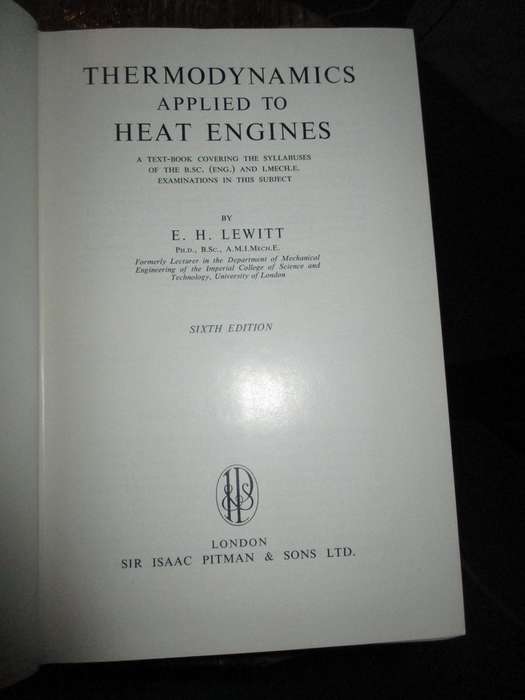 THERMODYNAMICS
APPLIED TO
HEAT ENGINES
A TEXT-BOOK COVERING THE SYLLABUSES
OF THE B.SC. (ENG.) AND I.MECH.E.
EXAMINATIONS IN THIS SUBJECT
BY
E. H. LEWITT
PH.D., B.SC., A.M.I.MECH.E.
Formerly Lecturer in the Department of Mechanical
Engineering of the Imperial College of Science and
Technology, University of London
SIXTH EDITION
LONDON
SIR ISAAC PITMAN & SONS LTD.